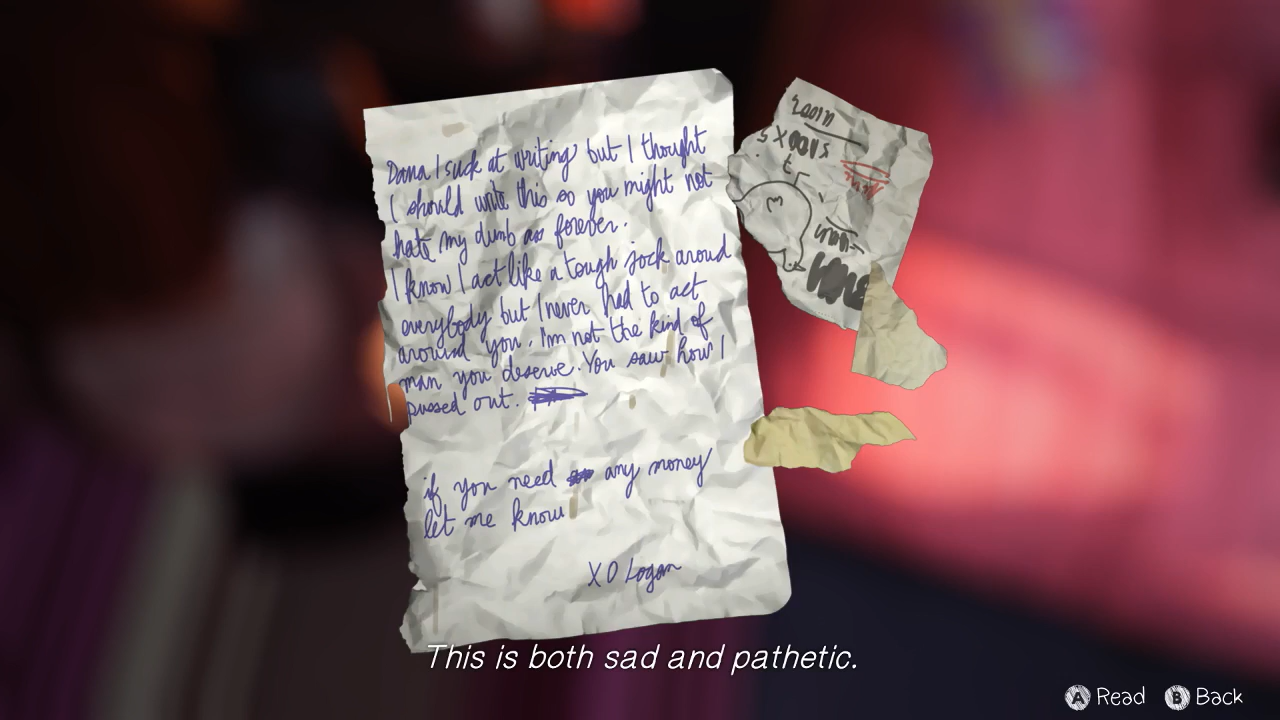 Dana I suck at writing but I thought
I should write this so you might not
hate my dumb ass forever.
I know I act like a tough jock aroud
everybody but I never had to act
around you. I'm not the kind of
man you deserve. You saw how I
pussed out.
if you need any money
let me know
XO Logan
This is both sad and pathetic.
A Read B Back